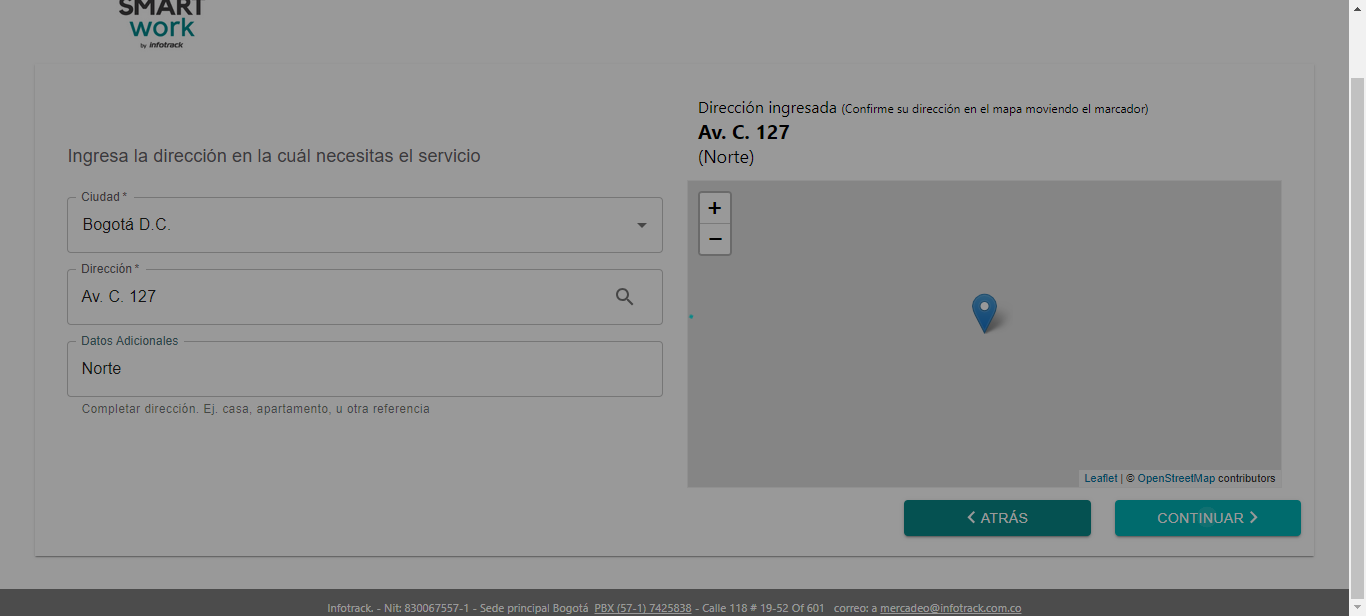 SMART
work
by infotrack
Ingresa la dirección en la cuál necesitas el servicio
Ciudad *
Bogotá D.C.
Dirección *
Av. C. 127
Datos Adicionales
Norte
Completar dirección. Ej. casa, apartamento, u otra referencia
Dirección ingresada (Confirme su dirección en el mapa moviendo el marcador)
Av. C. 127
(Norte)
+
−
Leaflet | © OpenStreetMap contributors
ATRÁS
CONTINUAR
Infotrack. - Nit: 830067557-1 - Sede principal Bogotá PBX (57-1) 7425838 - Calle 118 # 19-52 Of 601 correo: a mercadeo@infotrack.com.co